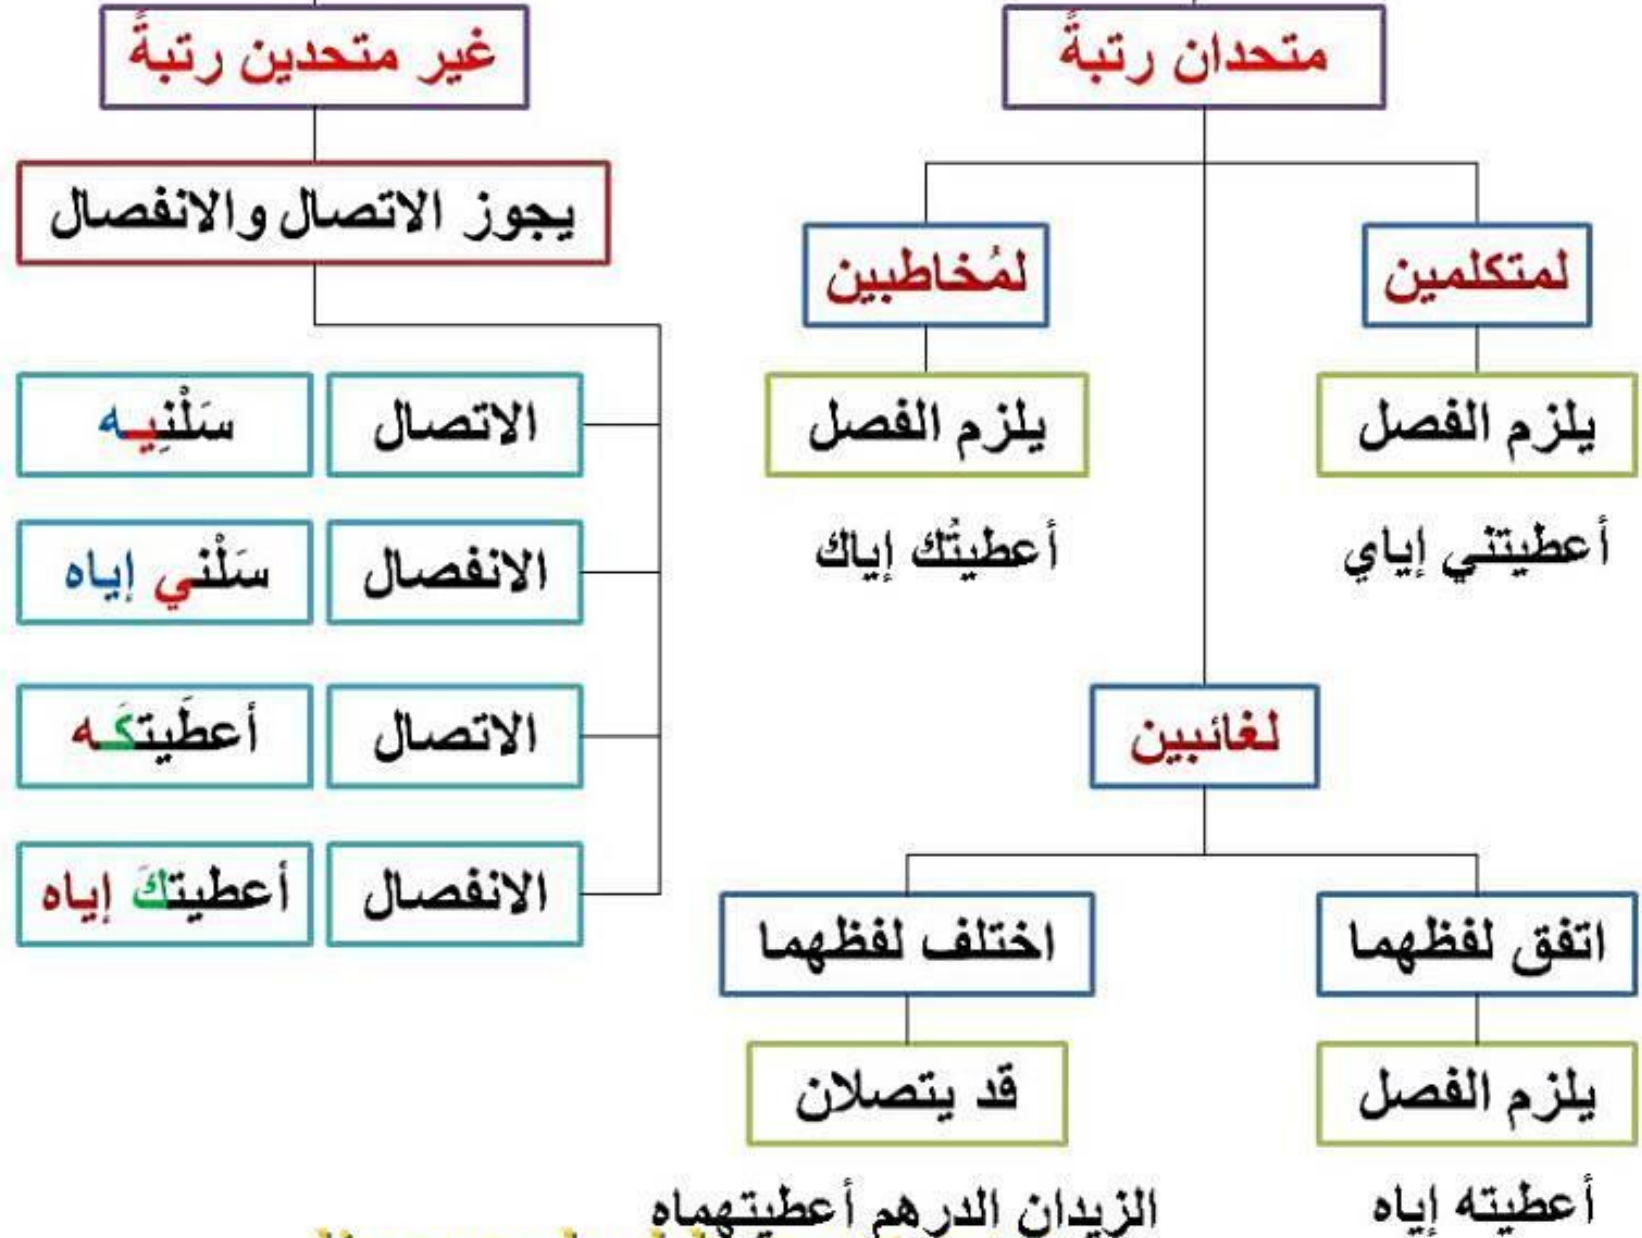 متحدان رتبةً
غير متحدين رتبةً
لمتكلمين
لمُخاطبين
يجوز الاتصال والانفصال
يلزم الفصل
يلزم الفصل
أعطيتني إياي
أعطيتُك إياك
الاتصال
سَلْنِيه
الانفصال
سَلْني إياه
الاتصال
أعطَيتكَه
الانفصال
أعطيتكَ إياه
لغائبين
اتفق لفظهما
اختلف لفظهما
يلزم الفصل
قد يتصلان
أعطيته إياه
الزيدان الدرهم أعطيتهماه